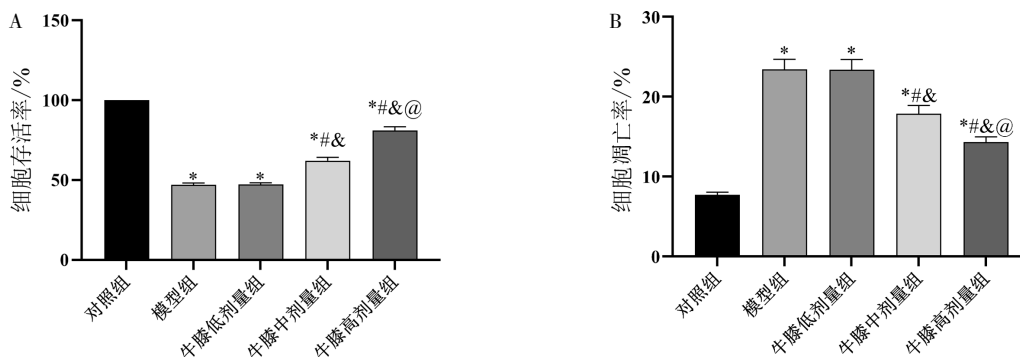 A
细胞存活率/%
150
100
50
0
*
*
*#&
*#&@
对照组
模型组
牛膝低剂量组
牛膝中剂量组
牛膝高剂量组
B
细胞凋亡率/%
30
20
10
0
*
*
*#&
*#&@
对照组
模型组
牛膝低剂量组
牛膝中剂量组
牛膝高剂量组